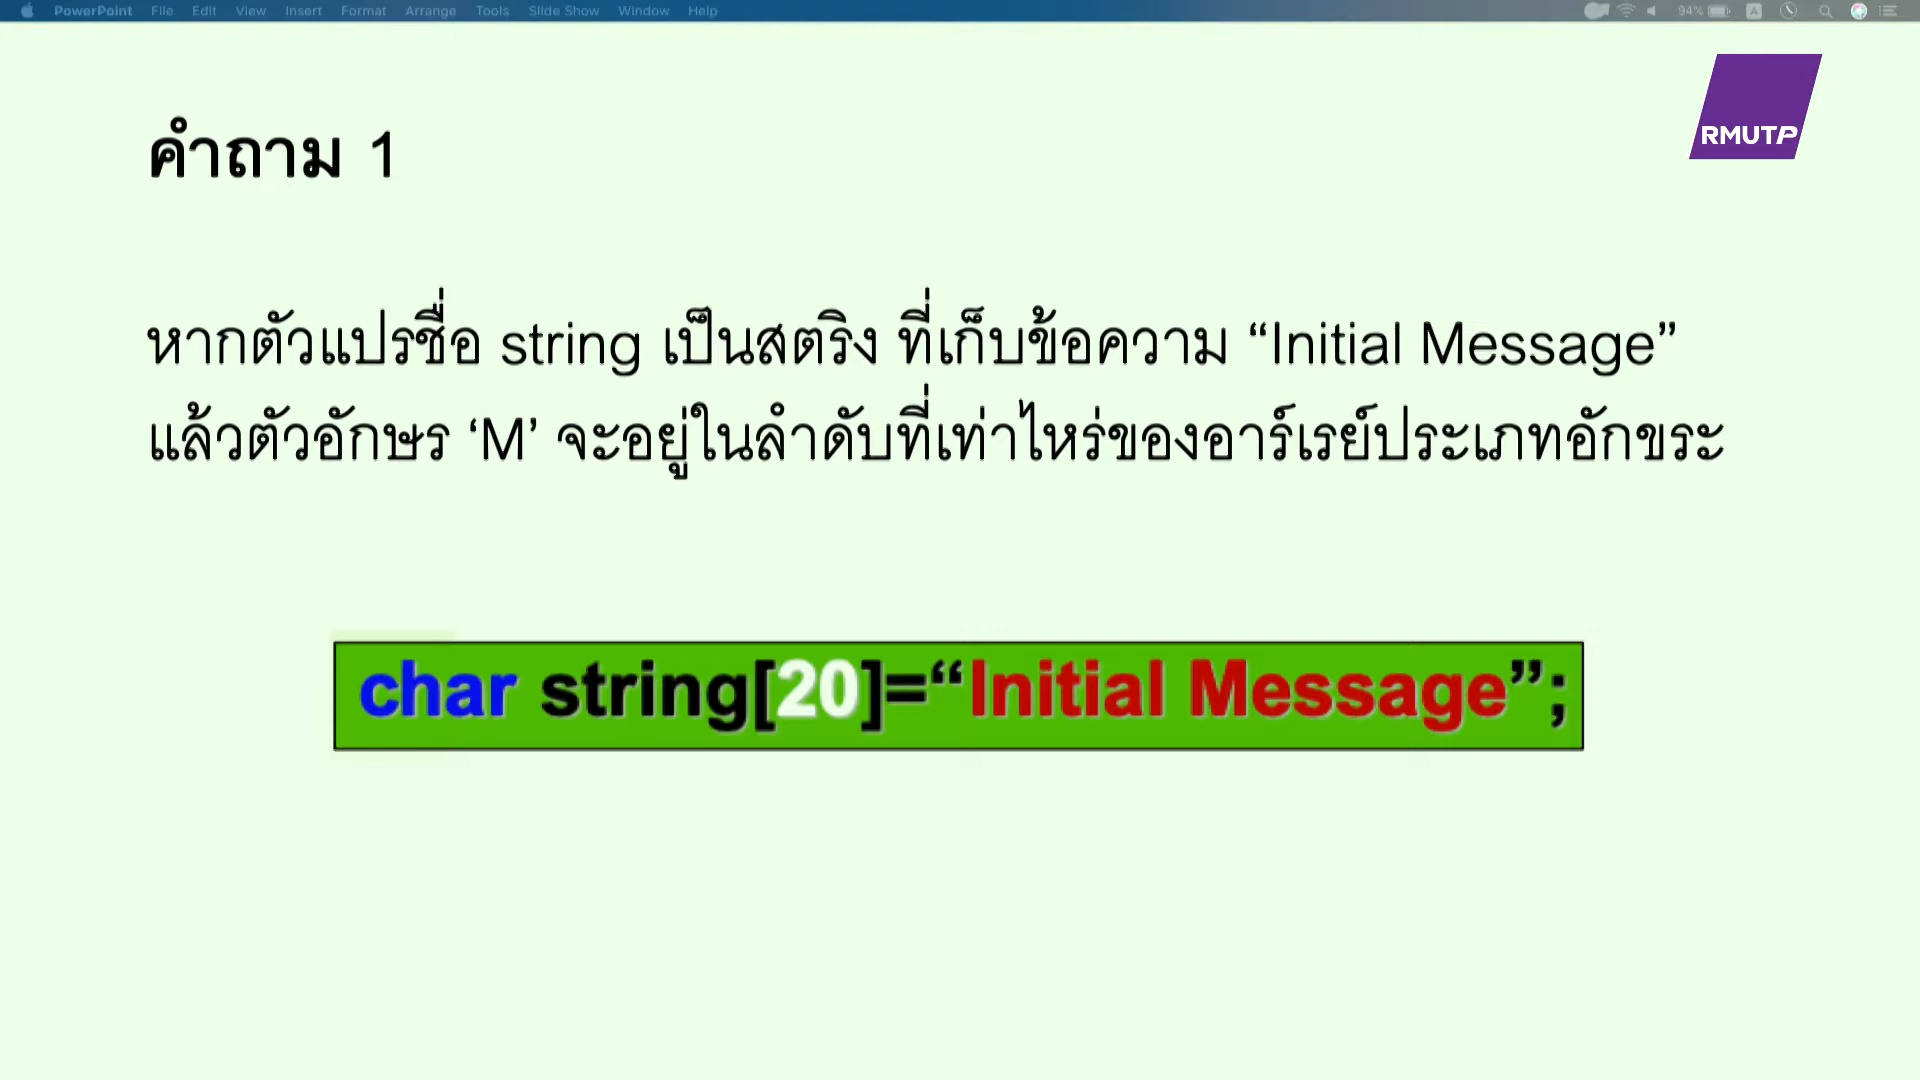 PowerPoint File Edit View Insert Format Arrange Tools Slide Show Window Help 94%
RMUTP
คำถาม 1
หากตัวแปรชื่อ string เป็นสตริง ที่เก็บข้อความ “Initial Message”
แล้วตัวอักษร ‘M’ จะอยู่ในลำดับที่เท่าไหร่ของอาร์เรย์ประเภทอักขระ
char string[20]=“Initial Message”;